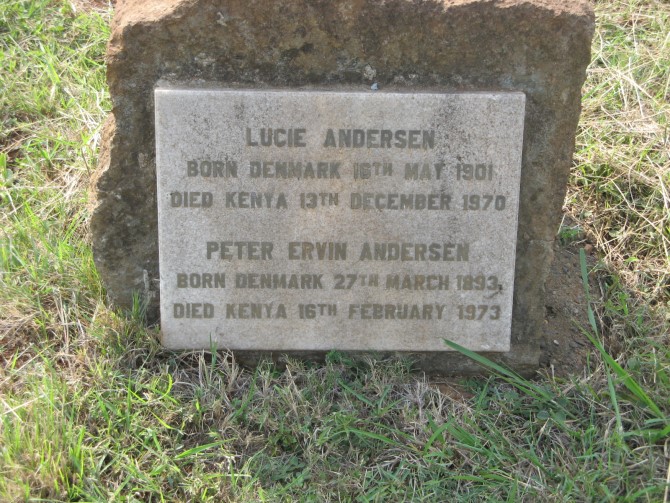 LUCIE ANDERSEN
BORN DENMARK 16TH MAY 1901
DIED KENYA 13TH DECEMBER 1970
PETER ERVIN ANDERSEN
BORN DENMARK 27TH MARCH 1893,
DIED KENYA 16TH FEBRUARY 1973